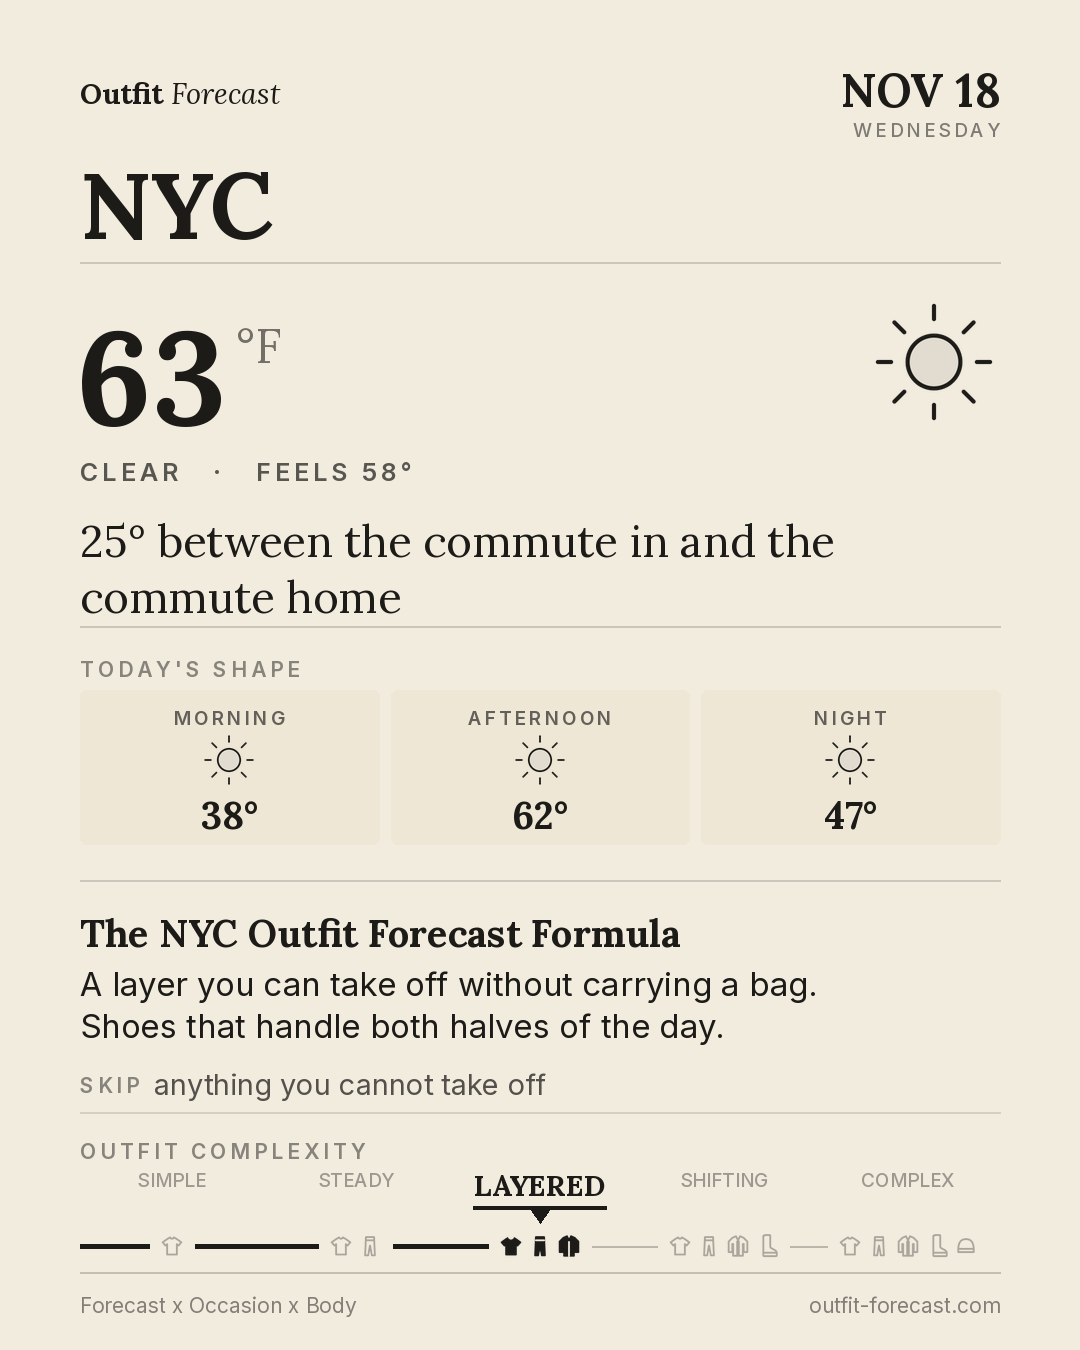 Outfit Forecast
NOV 18
WEDNESDAY
NYC
63 °F
CLEAR · FEELS 58°
25° between the commute in and the
commute home
TODAY'S SHAPE
MORNING
38°
AFTERNOON
62°
NIGHT
47°
The NYC Outfit Forecast Formula
A layer you can take off without carrying a bag.
Shoes that handle both halves of the day.
SKIP anything you cannot take off
OUTFIT COMPLEXITY
SIMPLE STEADY LAYERED SHIFTING COMPLEX
Forecast x Occasion x Body
outfit-forecast.com